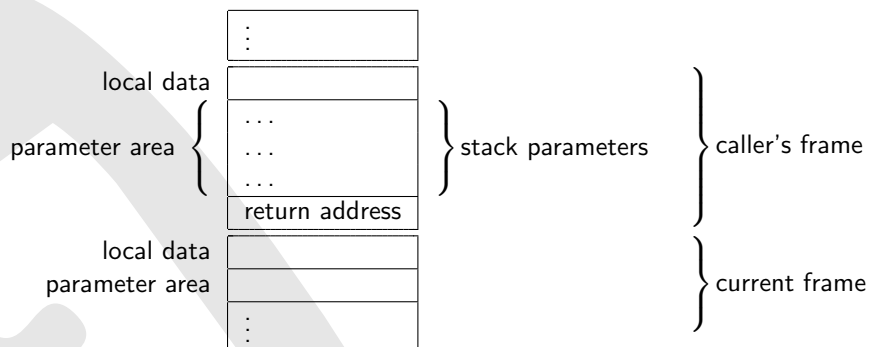 ⋮
local data
parameter area
. . .
. . .
. . .
stack parameters
caller's frame
return address
local data
parameter area
current frame
⋮